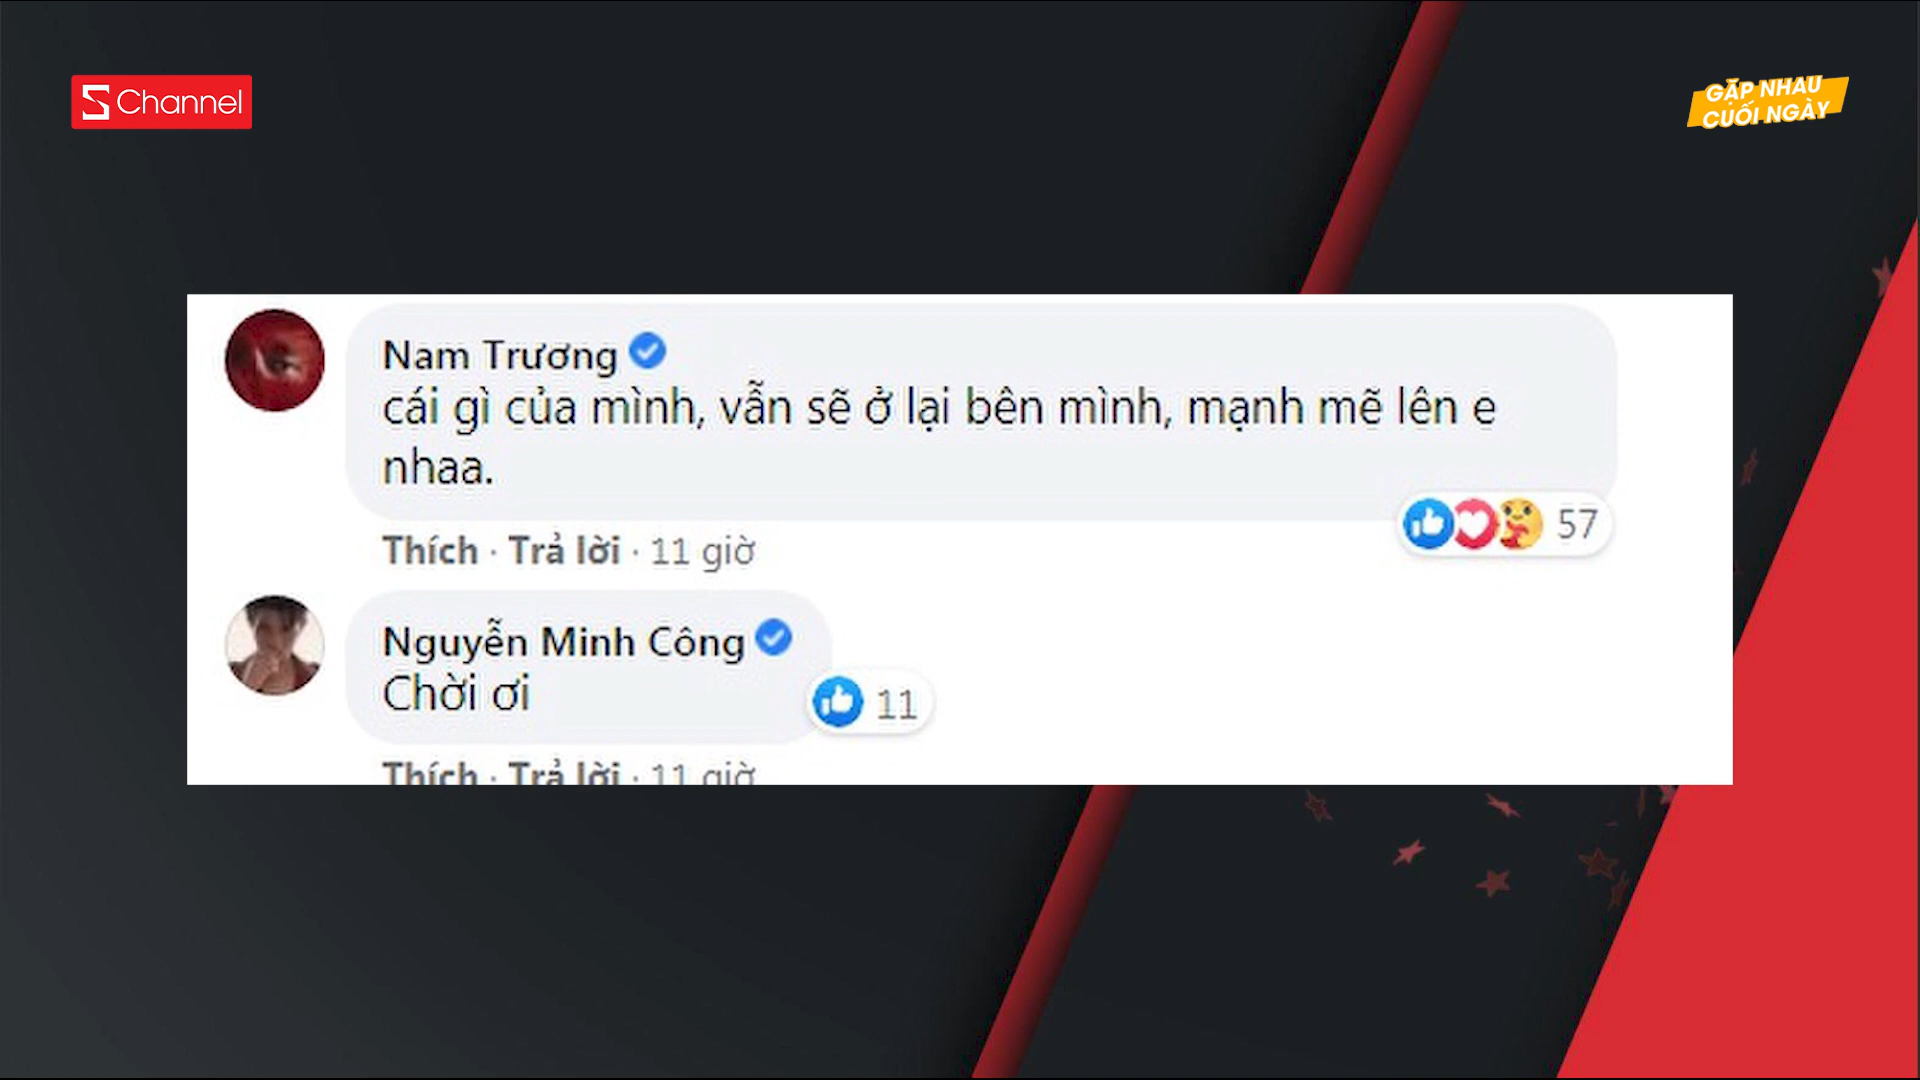 S Channel
GẶP NHAU
CUỐI NGÀY
Nam Trương
cái gì của mình, vẫn sẽ ở lại bên mình, mạnh mẽ lên e
nhaa.
57
Thích · Trả lời · 11 giờ
Nguyễn Minh Công
Chời ơi
11
Thích · Trả lời · 11 giờ